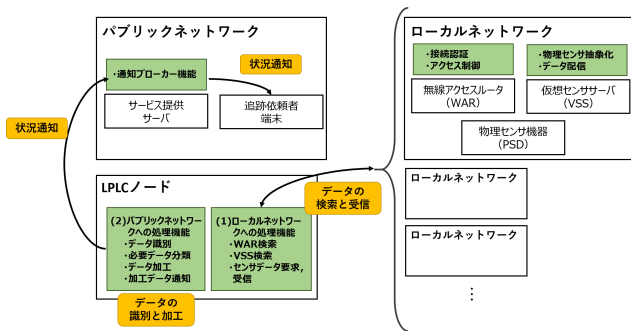 パブリックネットワーク
・通知ブローカー機能
状況通知
サービス提供
サーバ
追跡依頼者
端末
状況通知
LPLCノード
(2)パブリックネットワー
クへの処理機能
・データ識別
・必要データ分類
・データ加工
・加工データ通知
(1)ローカルネットワー
クへの処理機能
・WAR検索
・VSS検索
・センサデータ要求,
受信
データの
識別と加工
データの
検索と受信
ローカルネットワーク
・接続認証
・アクセス制御
・物理センサ抽象化
・データ配信
無線アクセスルータ
(WAR)
仮想センササーバ
(VSS)
物理センサ機器
(PSD)
ローカルネットワーク
ローカルネットワーク
⋮